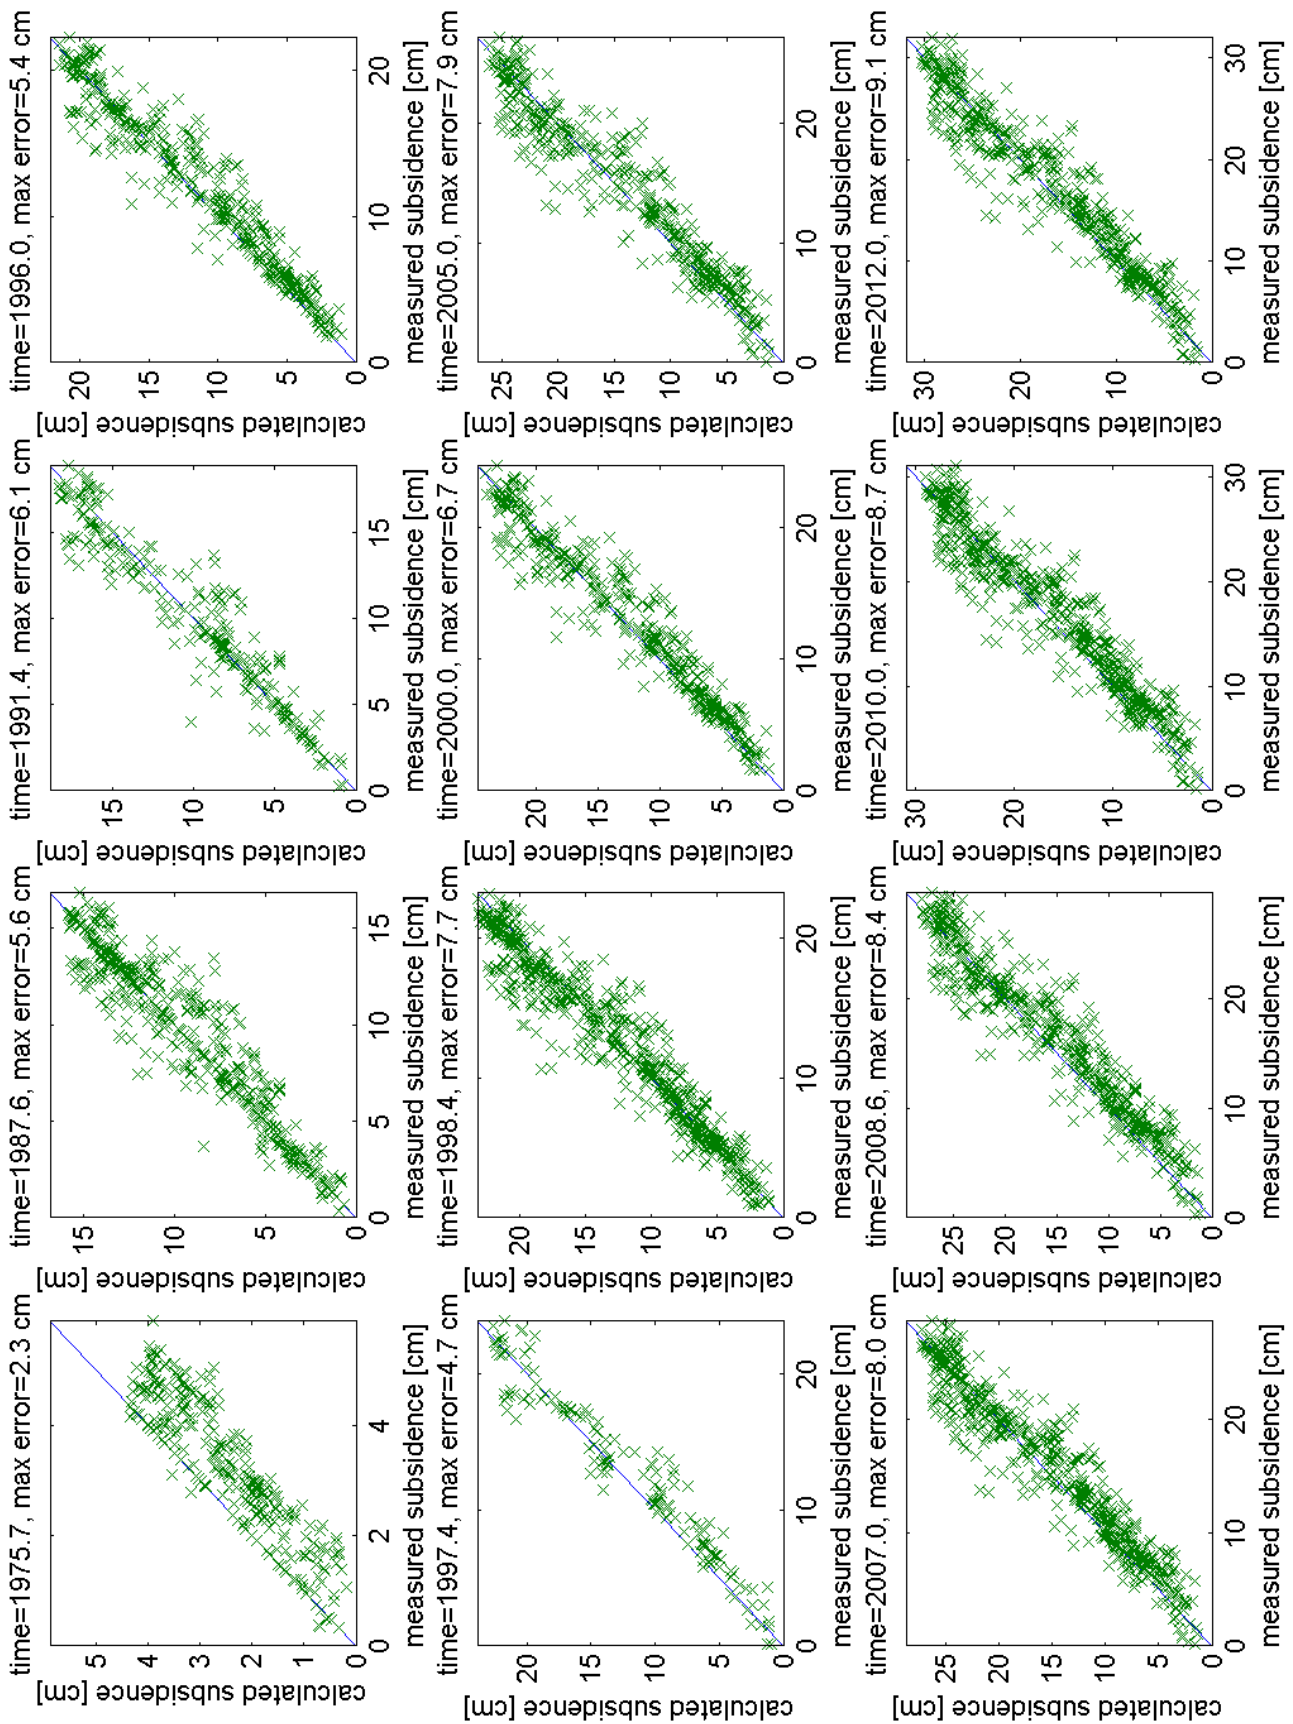 time=1975.7, max error=2.3 cm
calculated subsidence [cm]
5
4
3
2
1
0
0 2 4
measured subsidence [cm]
time=1987.6, max error=5.6 cm
calculated subsidence [cm]
15
10
5
0
0 5 10 15
measured subsidence [cm]
time=1991.4, max error=6.1 cm
calculated subsidence [cm]
15
10
5
0
0 5 10 15
measured subsidence [cm]
time=1996.0, max error=5.4 cm
calculated subsidence [cm]
20
15
10
5
0
0 10 20
measured subsidence [cm]
time=1997.4, max error=4.7 cm
calculated subsidence [cm]
20
15
10
5
0
0 10 20
measured subsidence [cm]
time=1998.4, max error=7.7 cm
calculated subsidence [cm]
20
15
10
5
0
0 10 20
measured subsidence [cm]
time=2000.0, max error=6.7 cm
calculated subsidence [cm]
20
15
10
5
0
0 10 20
measured subsidence [cm]
time=2005.0, max error=7.9 cm
calculated subsidence [cm]
25
20
15
10
5
0
0 10 20
measured subsidence [cm]
time=2007.0, max error=8.0 cm
calculated subsidence [cm]
25
20
15
10
5
0
0 10 20
measured subsidence [cm]
time=2008.6, max error=8.4 cm
calculated subsidence [cm]
25
20
15
10
5
0
0 10 20
measured subsidence [cm]
time=2010.0, max error=8.7 cm
calculated subsidence [cm]
30
20
10
0
0 10 20 30
measured subsidence [cm]
time=2012.0, max error=9.1 cm
calculated subsidence [cm]
30
20
10
0
0 10 20 30
measured subsidence [cm]